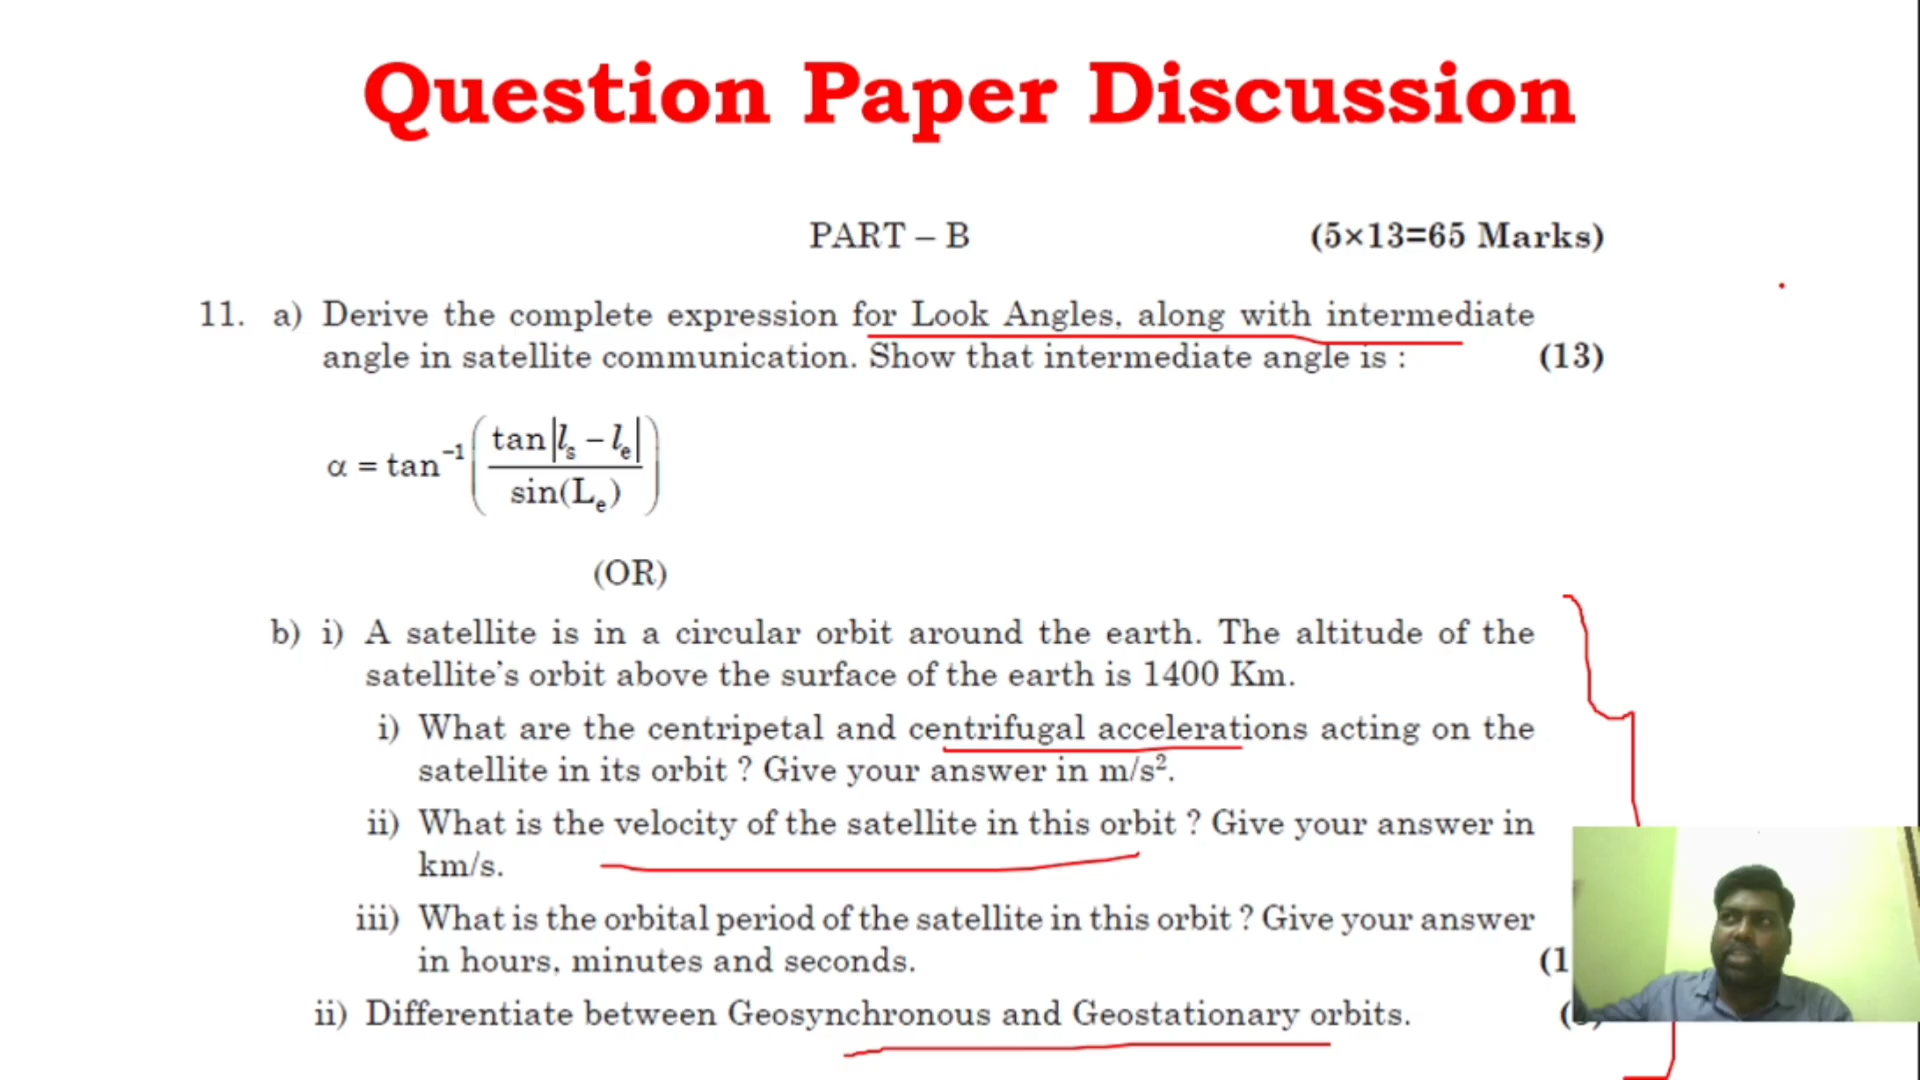 Question Paper Discussion
PART – B (5×13=65 Marks)
11. a) Derive the complete expression for Look Angles, along with intermediate
angle in satellite communication. Show that intermediate angle is : (13)
α = tan⁻¹ ( tan|lₛ – lₑ| / sin(Lₑ) )
(OR)
b) i) A satellite is in a circular orbit around the earth. The altitude of the
satellite's orbit above the surface of the earth is 1400 Km.
i) What are the centripetal and centrifugal accelerations acting on the
satellite in its orbit ? Give your answer in m/s².
ii) What is the velocity of the satellite in this orbit ? Give your answer in
km/s.
iii) What is the orbital period of the satellite in this orbit ? Give your answer
in hours, minutes and seconds. (1
ii) Differentiate between Geosynchronous and Geostationary orbits.